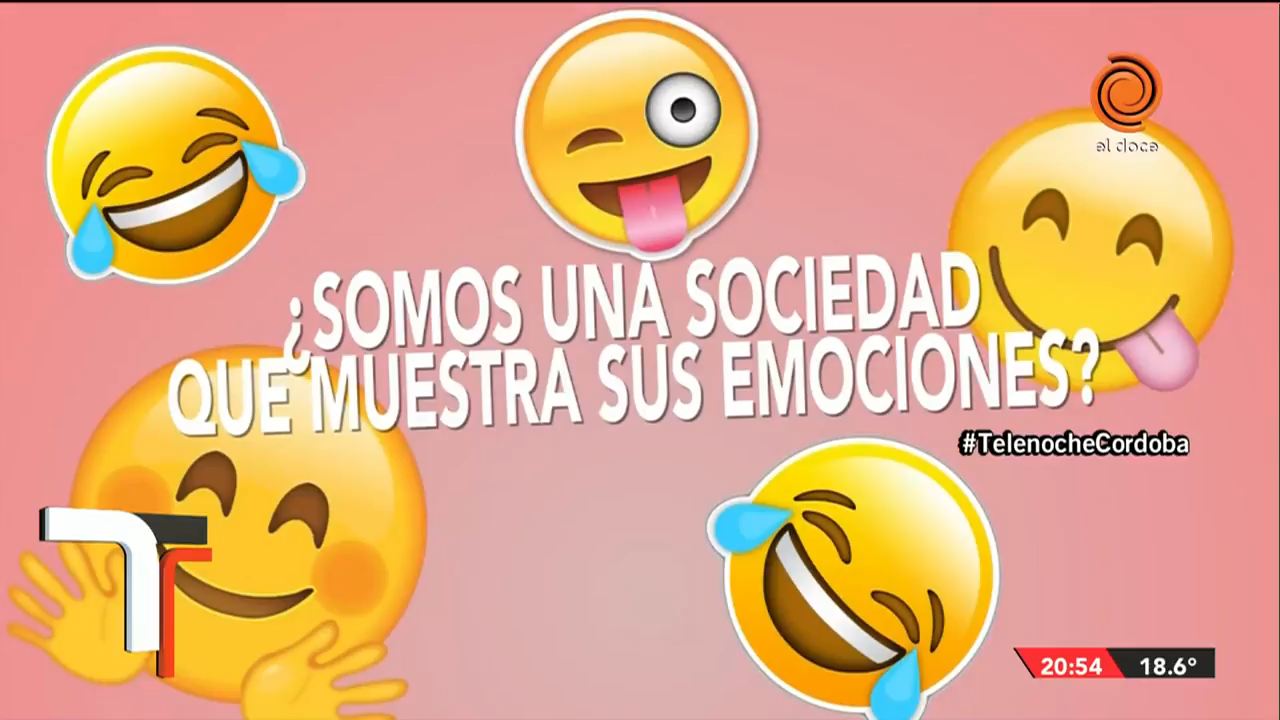 el doce
¿SOMOS UNA SOCIEDAD
QUE MUESTRA SUS EMOCIONES?
#TelenocheCordoba
20:54 18.6°